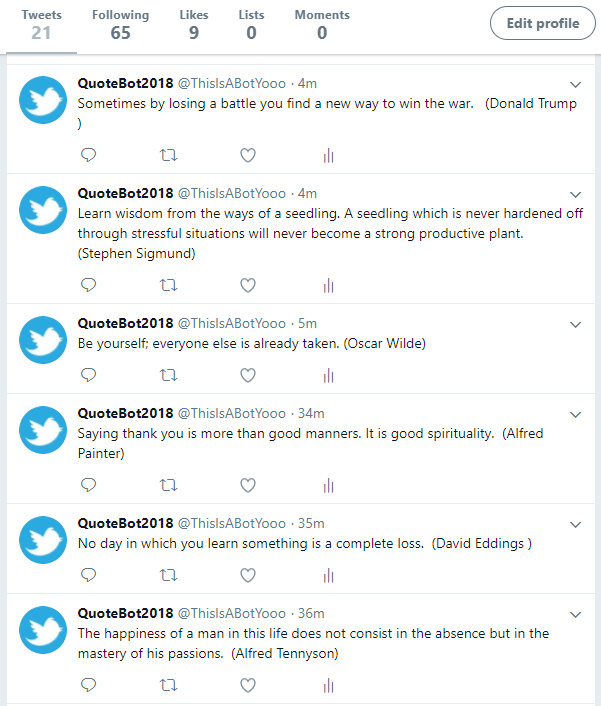 Tweets Following Likes Lists Moments
21 65 9 0 0
Edit profile
QuoteBot2018 @ThisIsABotYooo · 4m
Sometimes by losing a battle you find a new way to win the war.   (Donald Trump
)
QuoteBot2018 @ThisIsABotYooo · 4m
Learn wisdom from the ways of a seedling. A seedling which is never hardened off
through stressful situations will never become a strong productive plant.
(Stephen Sigmund)
QuoteBot2018 @ThisIsABotYooo · 5m
Be yourself; everyone else is already taken. (Oscar Wilde)
QuoteBot2018 @ThisIsABotYooo · 34m
Saying thank you is more than good manners. It is good spirituality.  (Alfred
Painter)
QuoteBot2018 @ThisIsABotYooo · 35m
No day in which you learn something is a complete loss.  (David Eddings )
QuoteBot2018 @ThisIsABotYooo · 36m
The happiness of a man in this life does not consist in the absence but in the
mastery of his passions.  (Alfred Tennyson)